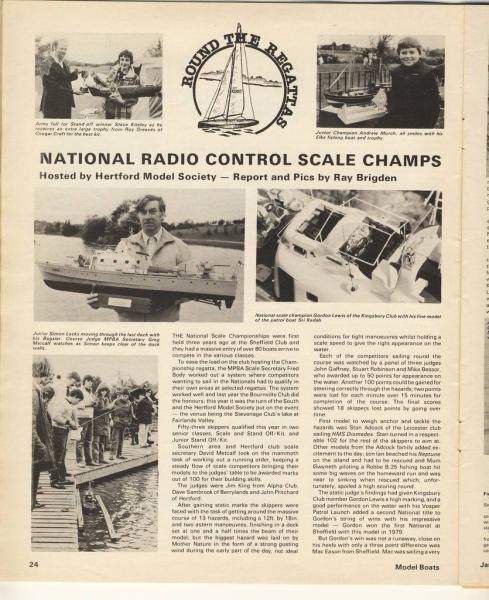 ROUND THE REGATTAS
Arms full for Stand-off winner Steve Kiteley as he
receives an extra large trophy from Ray Greaves of
Cougar Craft for the best kit.
Junior Champion Andrew Murch, all smiles with his
Elke fishing boat and trophy.
NATIONAL RADIO CONTROL SCALE CHAMPS
Hosted by Hertford Model Society — Report and Pics by Ray Brigden
National scale champion Gordon Lewis of the Kingsbury Club with his fine model
of the patrol boat Sri Kedah
Junior Simon Lucks moving through the last dock with
his Bugsier. Course Judge MPBA Secretary Greg
Metcalf watches as Simon keeps clear of the dock
walls.
THE National Scale Championships were first
held three years ago at the Sheffield Club and
they had a massive entry of over 80 boats arrive to
compete in the various classes.
To ease the load on the club hosting the Cham-
pionship regatta, the MPBA Scale Secretary Fred
Body worked out a system where competitors
wanting to sail in the Nationals had to qualify in
their own areas at selected regattas. The system
worked well and last year the Bournville Club did
the honours; this year it was the turn of the South
and the Hertford Model Society put on the event
— the venue being the Stevenage Club's lake at
Fairlands Valley.
Fifty-three skippers qualified this year in two
senior classes, Scale and Stand Off/Kit, and
Junior Stand Off/Kit.
Southern area and Hertford club scale
secretary David Metcalf took on the mammoth
task of working out a running order, keeping a
steady flow of scale competitors bringing their
models to the judges' table to be awarded marks
out of 100 for their building skills.
The judges were Jim King from Alpha Club,
Dave Sambrook of Berrylands and John Pritchard
of Hertford.
After gaining static marks the skippers were
faced with the task of getting around the massive
course of 13 hazards, including a 12ft. by 18in.
and two astern manoeuvres, finishing in a dock
set at one and a half times the beam of their
model; but the biggest hazard was laid on by
Mother Nature in the form of a strong gusting
wind during the early part of the day, not ideal
conditions for tight manoeuvres whilst holding a
scale speed to give the right appearance on the
water.
Each of the competitors sailing round the
course was watched by a panel of three judges
John Gaffney, Stuart Robinson and Mike Bessor,
who awarded up to 50 points for appearance on
the water. Another 100 points could be gained for
steering correctly through the hazards; two points
were lost for each minute over 15 minutes for
completion of the course. The final scores
showed 18 skippers lost points by going over
time.
First model to weigh anchor and tackle the
hazards was Stan Adcock of the Leicester club
sailing HMS Diomedes. Stan turned in a respect-
able 102 for the rest of the skippers to aim at.
Other models from the Adcock family added ex-
citement to the day, son Ian beached his Neptune
on the island and had to be rescued and Mum
Gwyneth piloting a Robbe B.25 fishing boat hit
some big waves on the homeward run and was
near to sinking when rescued which, unfor-
tunately, spoiled a high scoring round.
The static judge's findings had given Kingsbury
Club member Gordon Lewis a high marking, and a
good performance on the water with his Vosper
Patrol Launch added a second National title to
Gordon's string of wins with his impressive
model — Gordon won the first National at
Sheffield with this model in 1979.
But Gordon's win was not a runaway, close on
his heels with only a three point difference was
Mac Eason from Sheffield. Mac was sailing a very
24
Model Boats